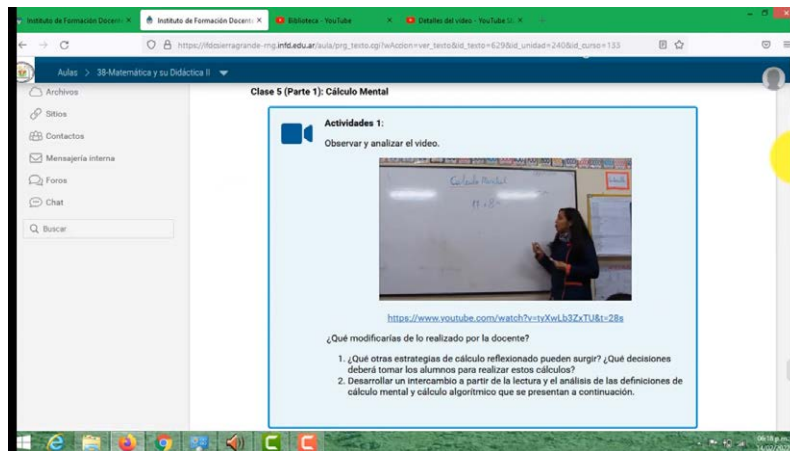 Instituto de Formación Docent
Instituto de Formación Docent
Biblioteca - YouTube
Detalles del video - YouTube St
https://ifdcsierragrande-rng.infd.edu.ar/aula/prg_texto.cgi?wAccion=ver_texto&id_texto=629&id_unidad=240&id_curso=133
Aulas > 38-Matemática y su Didáctica II
Archivos
Sitios
Contactos
Mensajería interna
Foros
Chat
Buscar
Clase 5 (Parte 1): Cálculo Mental
Actividades 1:
Observar y analizar el video.
Cálculo Mental
https://www.youtube.com/watch?v=tvXwLb3ZxTU&t=28s
¿Qué modificarías de lo realizado por la docente?
1. ¿Qué otras estrategias de cálculo reflexionado pueden surgir? ¿Qué decisiones
deberá tomar los alumnos para realizar estos cálculos?
2. Desarrollar un intercambio a partir de la lectura y el análisis de las definiciones de
cálculo mental y cálculo algorítmico que se presentan a continuación.
06:18 p.m.